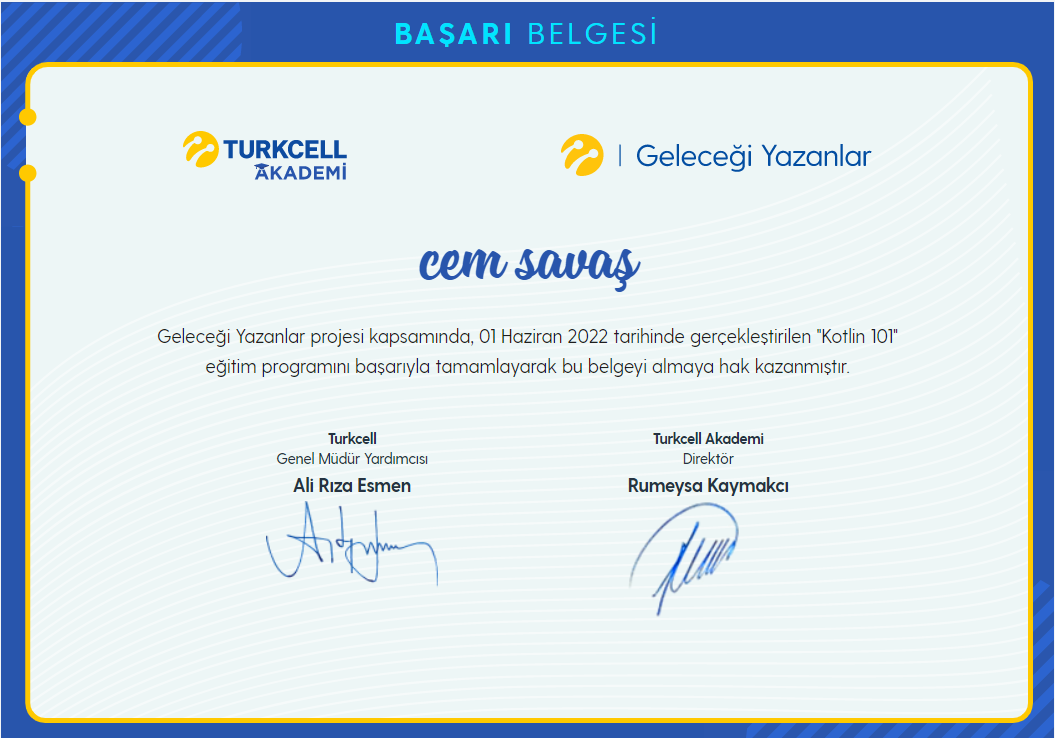 BAŞARI BELGESİ
TURKCELL
AKADEMİ
| Geleceği Yazanlar
cem savaş
Geleceği Yazanlar projesi kapsamında, 01 Haziran 2022 tarihinde gerçekleştirilen "Kotlin 101"
eğitim programını başarıyla tamamlayarak bu belgeyi almaya hak kazanmıştır.
Turkcell
Genel Müdür Yardımcısı
Ali Rıza Esmen
Turkcell Akademi
Direktör
Rumeysa Kaymakcı